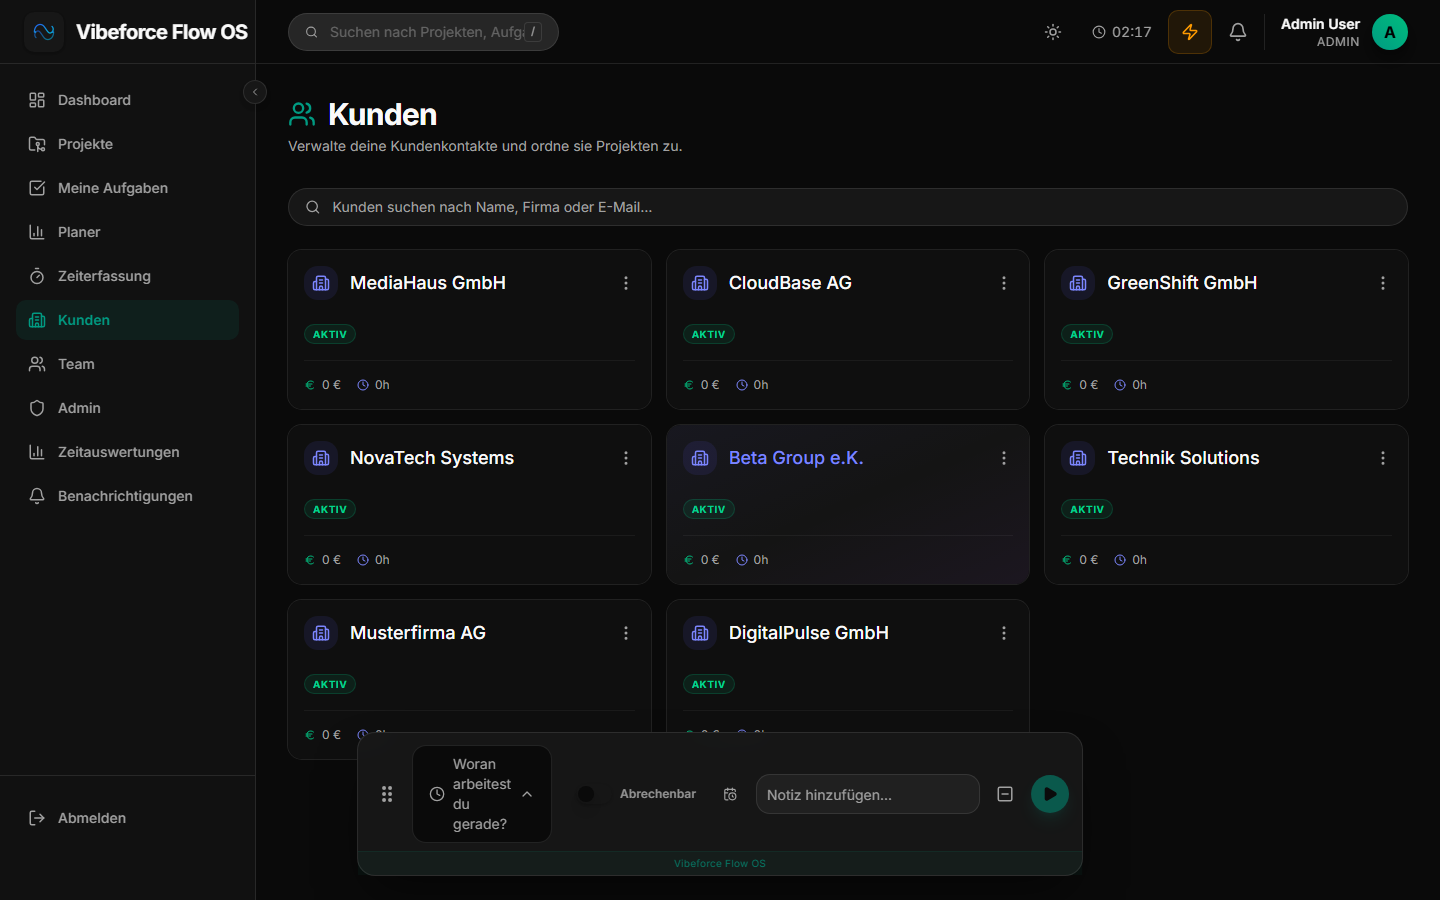 Vibeforce Flow OS
Suchen nach Projekten, Aufga
/
02:17
Admin User
ADMIN
A
Dashboard
Projekte
Meine Aufgaben
Planer
Zeiterfassung
Kunden
Team
Admin
Zeitauswertungen
Benachrichtigungen
Abmelden
Kunden
Verwalte deine Kundenkontakte und ordne sie Projekten zu.
Kunden suchen nach Name, Firma oder E-Mail...
MediaHaus GmbH
AKTIV
€ 0 € 0h
CloudBase AG
AKTIV
€ 0 € 0h
GreenShift GmbH
AKTIV
€ 0 € 0h
NovaTech Systems
AKTIV
€ 0 € 0h
Beta Group e.K.
AKTIV
€ 0 € 0h
Technik Solutions
AKTIV
€ 0 € 0h
Musterfirma AG
AKTIV
€ 0 €
DigitalPulse GmbH
AKTIV
Woran
arbeitest
du
gerade?
Abrechenbar
Notiz hinzufügen...
Vibeforce Flow OS